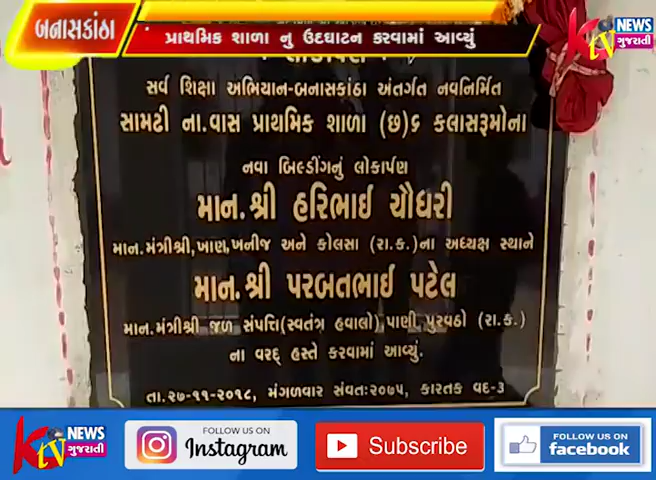 બનાસકાંઠા
પ્રાથમિક શાળા નુ ઉદઘાટન કરવામાં આવ્યું
KTV NEWS ગુજરાતી
સર્વ શિક્ષા અભિયાન-બનાસકાંઠા અંતર્ગત નવનિર્મિત
સામટી ના.વાસ પ્રાથમિક શાળા (છ)૬ કલાસરૂમોના
નવા બિલ્ડીંગનું લોકાર્પણ
માન.શ્રી હરિભાઈ ચૌધરી
માન.મંત્રીશ્રી,ખાણ,ખનીજ અને કોલસા (રા.ક.)ના અધ્યક્ષ સ્થાને
માન.શ્રી પરબતભાઈ પટેલ
માન.મંત્રીશ્રી જળ સંપત્તિ(સ્વતંત્ર હવાલો),પાણી પુરવઠો (રા.ક.)
ના વરદ્ હસ્તે કરવામાં આવ્યું.
તા.૨૭-૧૧-૨૦૧૮, મંગળવાર સંવત:૨૦૭૫, કારતક વદ-૩
KTV NEWS ગુજરાતી
FOLLOW US ON
Instagram
Subscribe
FOLLOW US ON
facebook